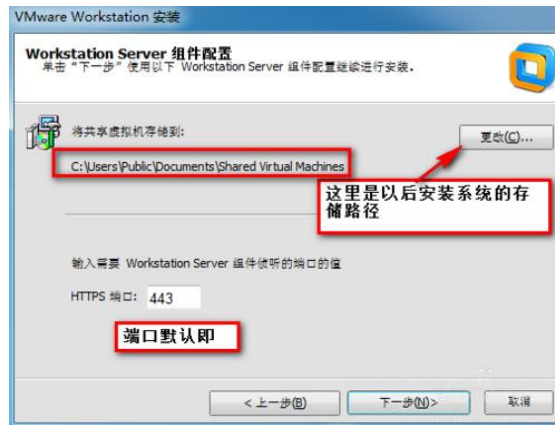 VMware Workstation 安装
Workstation Server 组件配置
单击“下一步”使用以下 Workstation Server 组件配置继续进行安装。
将共享虚拟机存储到:
更改(C)...
C:\Users\Public\Documents\Shared Virtual Machines
这里是以后安装系统的存
储路径
输入需要 Workstation Server 组件侦听的端口的值
HTTPS 端口: 443
端口默认即
< 上一步(B)
下一步(N)>
取消